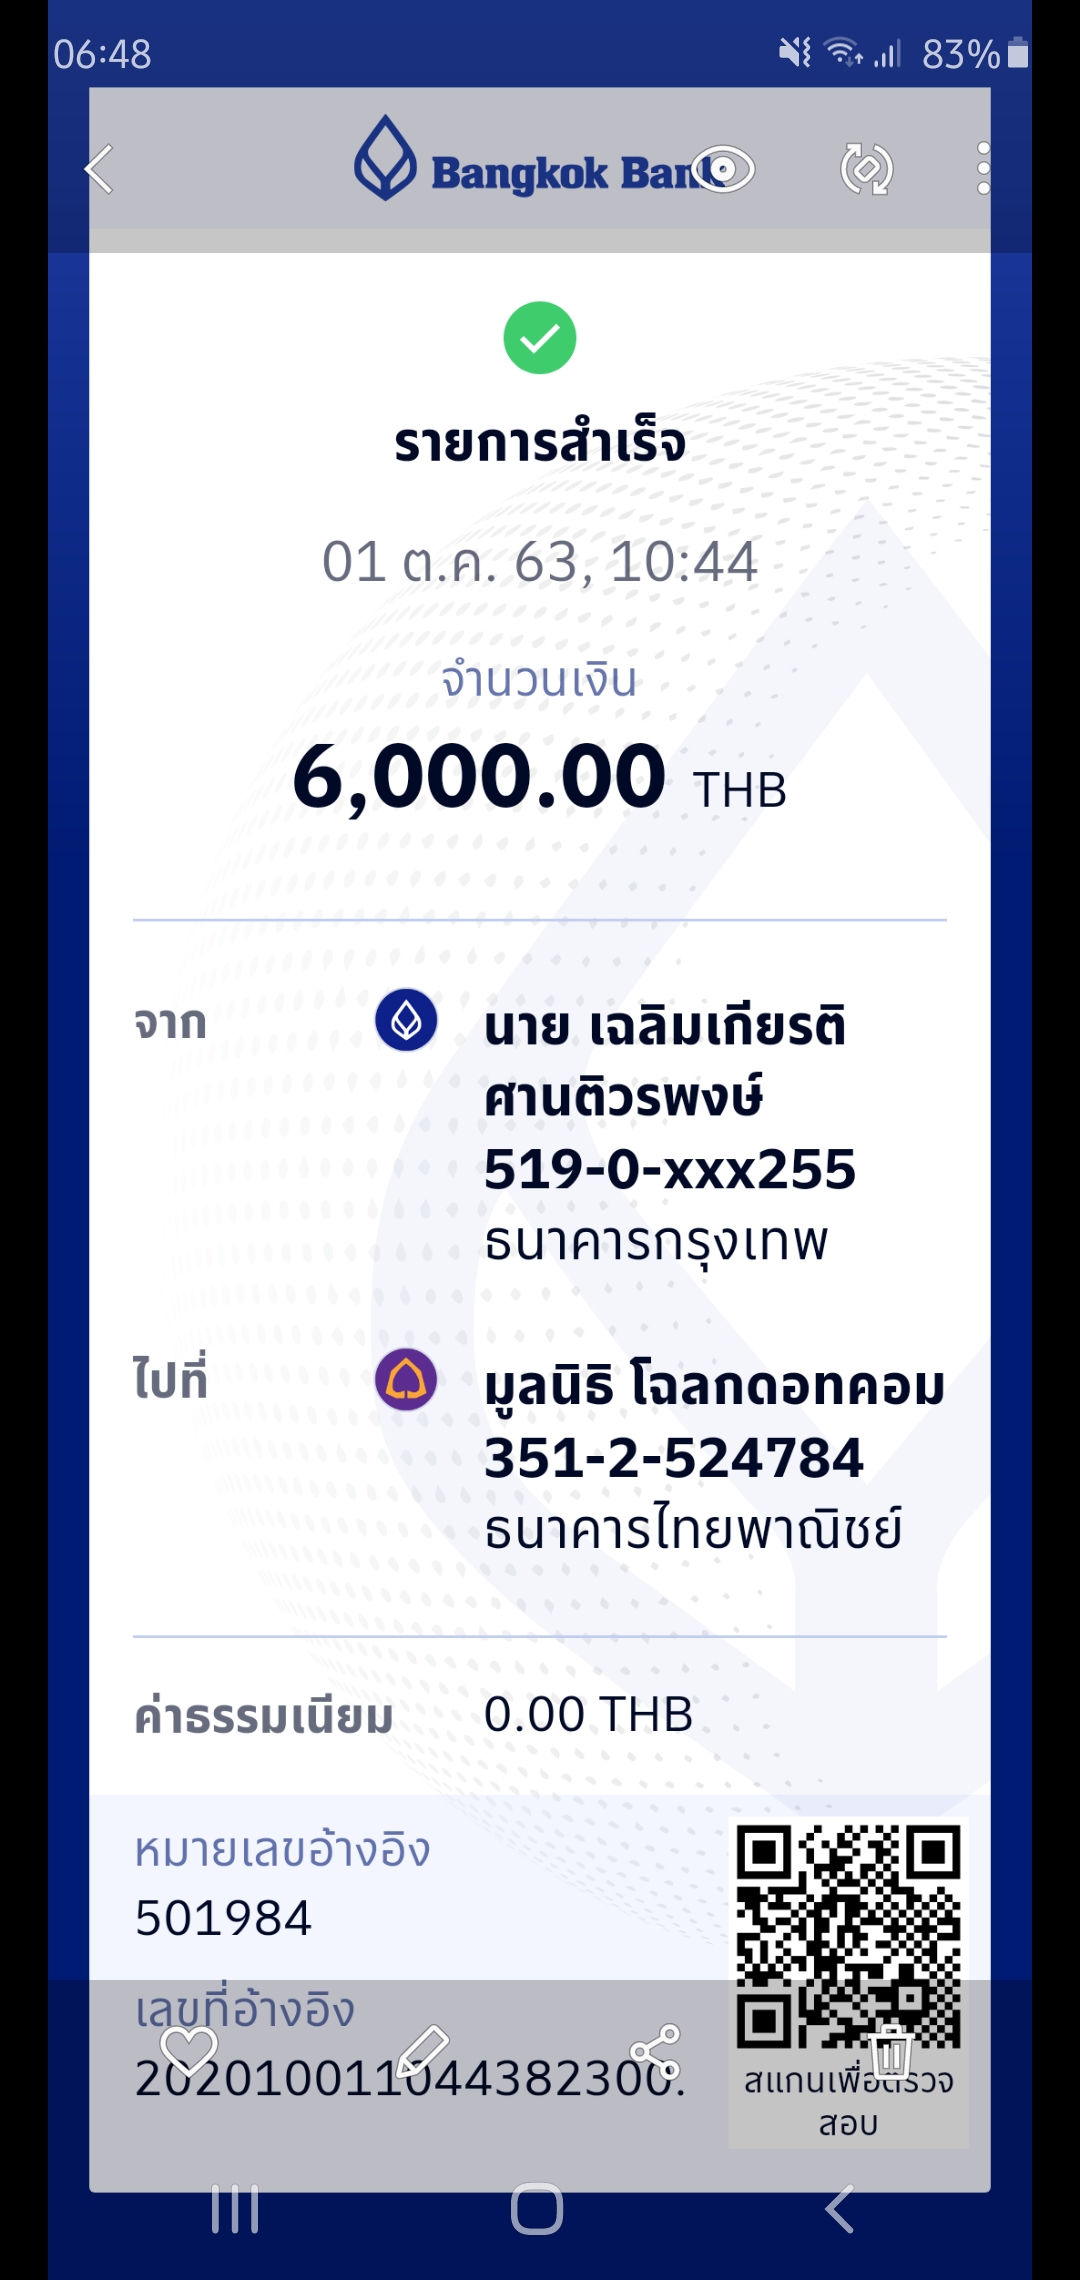 06:48
83%
Bangkok Bank
รายการสำเร็จ
01 ต.ค. 63, 10:44
จำนวนเงิน
6,000.00 THB
จาก
นาย เฉลิมเกียรติ
ศานติวรพงษ์
519-0-xxx255
ธนาคารกรุงเทพ
ไปที่
มูลนิธิ โฉลกดอทคอม
351-2-524784
ธนาคารไทยพาณิชย์
ค่าธรรมเนียม 0.00 THB
หมายเลขอ้างอิง
501984
เลขที่อ้างอิง
2020100110443823​00.
สแกนเพื่อตรวจ
สอบ